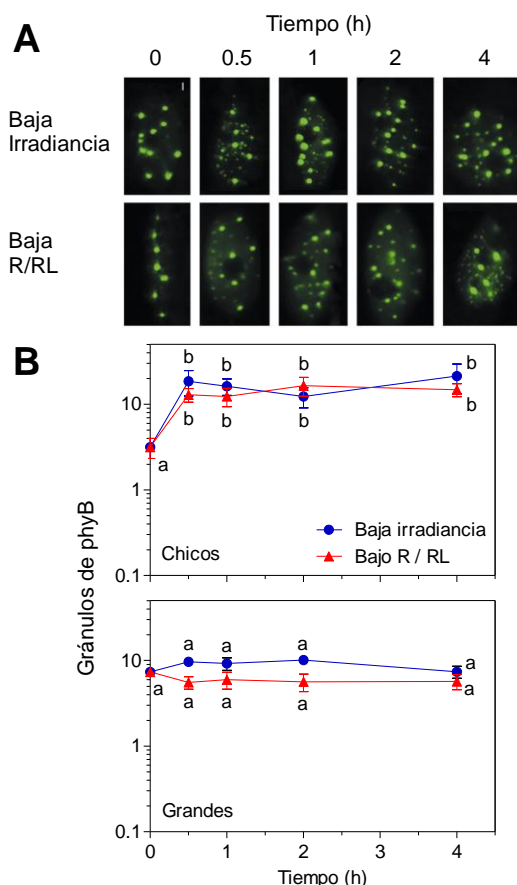 A
Tiempo (h)
0 0.5 1 2 4
Baja
Irradiancia
Baja
R/RL
B
Gránulos de phyB
10
1
0.1
a
b
b
b
b
b
b
b
b
Chicos
Baja irradiancia
Bajo R / RL
10
1
0.1
a
a
a
a
a
a
a
a
a
Grandes
0 1 2 3 4
Tiempo (h)